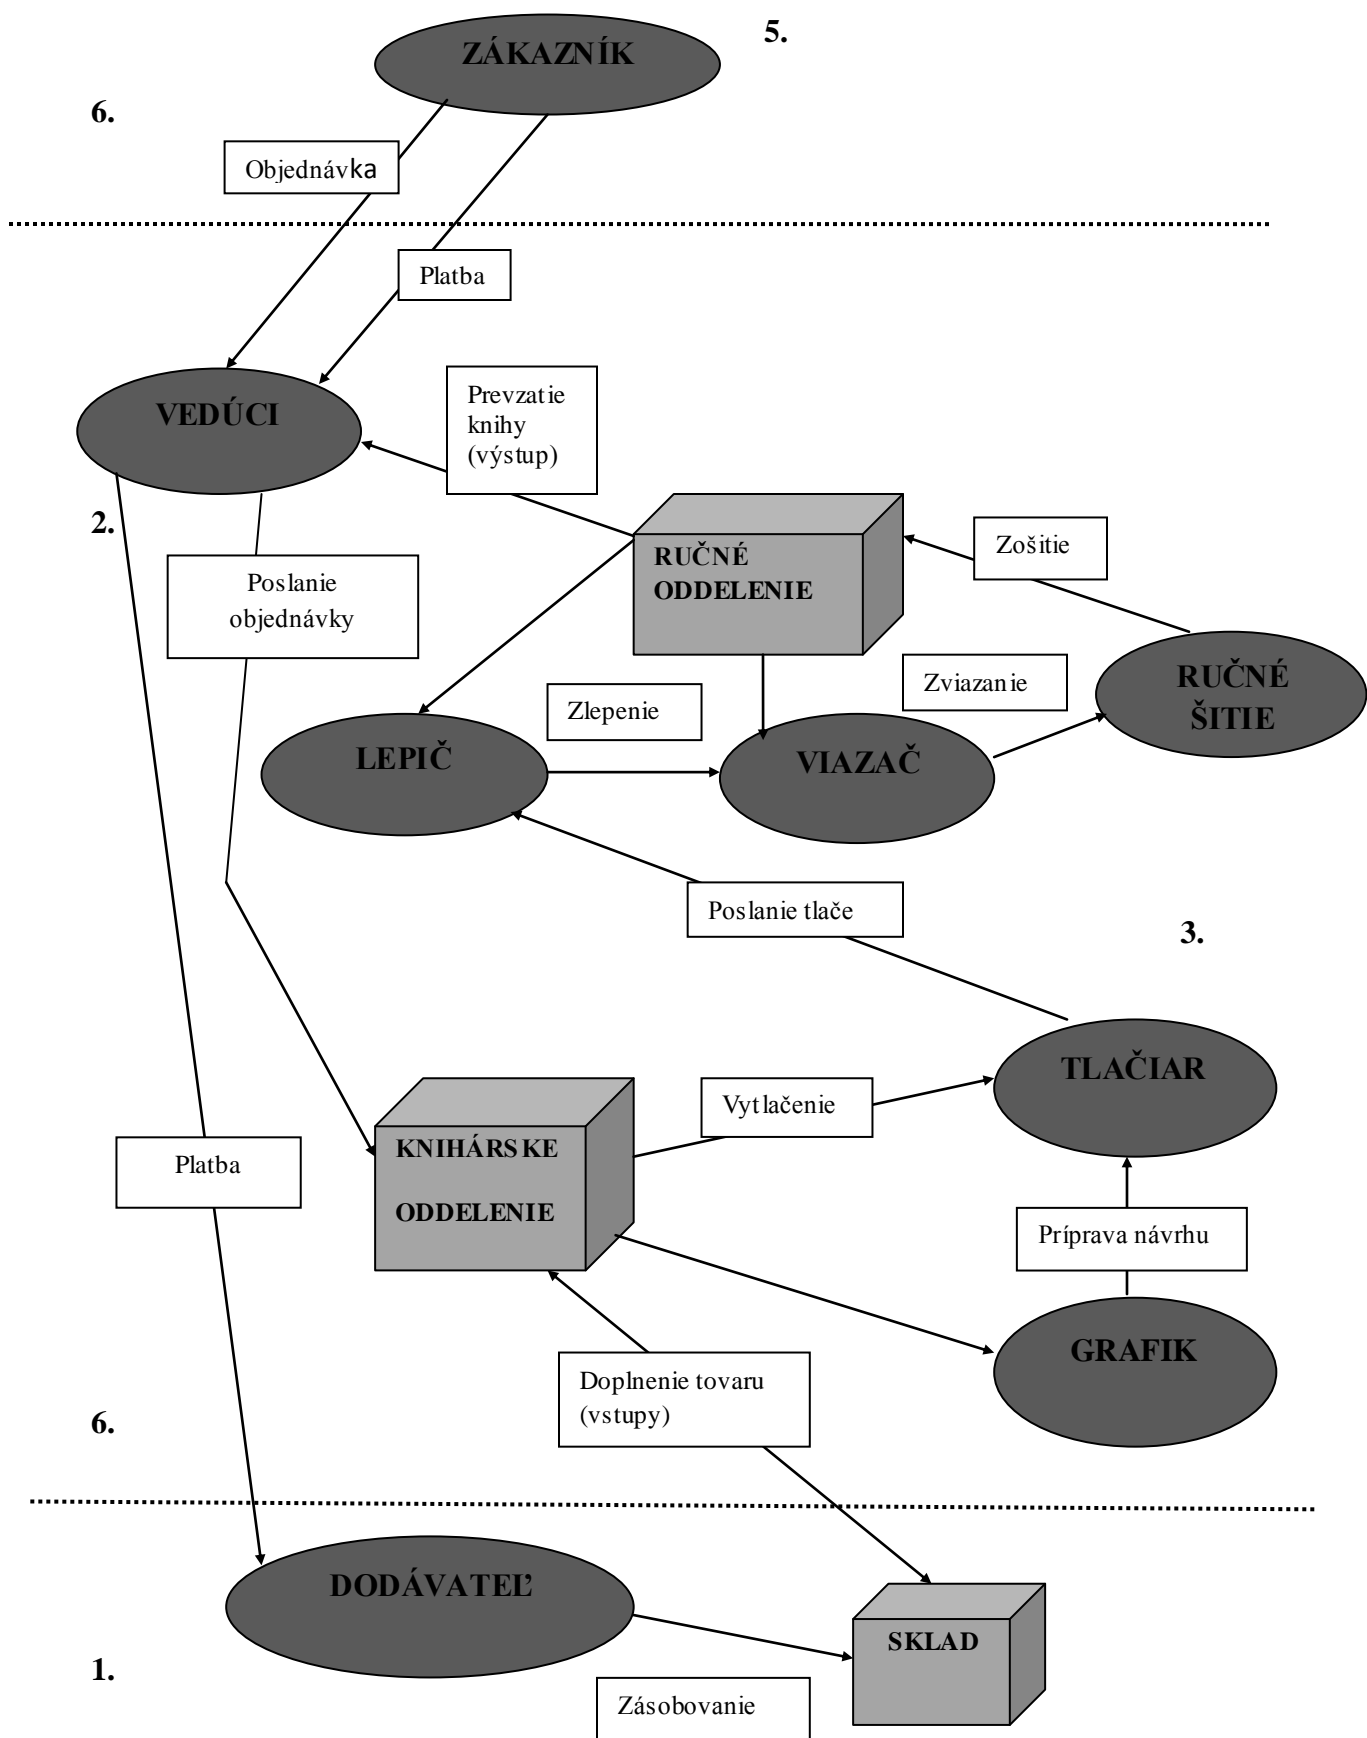 ZÁKAZNÍK
5.
6.
Objednávka
Platba
VEDÚCI
Prevzatie
knihy
(výstup)
2.
RUČNÉ
ODDELENIE
Zošitie
Poslanie
objednávky
Zlepenie
Zviazanie
RUČNÉ
ŠITIE
LEPIČ
VIAZAČ
Poslanie tlače
3.
TLAČIAR
Vytlačenie
KNIHÁRSKE
ODDELENIE
Platba
Príprava návrhu
GRAFIK
Doplnenie tovaru
(vstupy)
6.
DODÁVATEĽ
SKLAD
1.
Zásobovanie